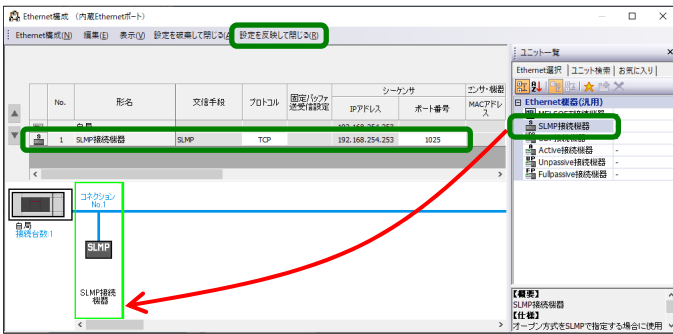 Ethernet構成 (内蔵Ethernetポート)
Ethernet構成(N) 編集(E) 表示(V) 設定を破棄して閉じる(A) 設定を反映して閉じる(R)
ユニット一覧
Ethernet選択 ユニット検索 お気に入り
シーケンサ
センサ・機器
No. 形名 交信手段 プロトコル 固定バッファ送受信設定 IPアドレス ポート番号 MACアドレス
自局 192.168.254.253
1 SLMP接続機器 SLMP TCP 192.168.254.253 1025
Ethernet機器(汎用)
MELSOFT接続機器
SLMP接続機器 -
Active接続機器 -
Unpassive接続機器 -
Fullpassive接続機器 -
コネクション
No.1
自局
接続台数:1
SLMP
SLMP接続
機器
【概要】
SLMP接続機器
【仕様】
オープン方式をSLMPで指定する場合に使用